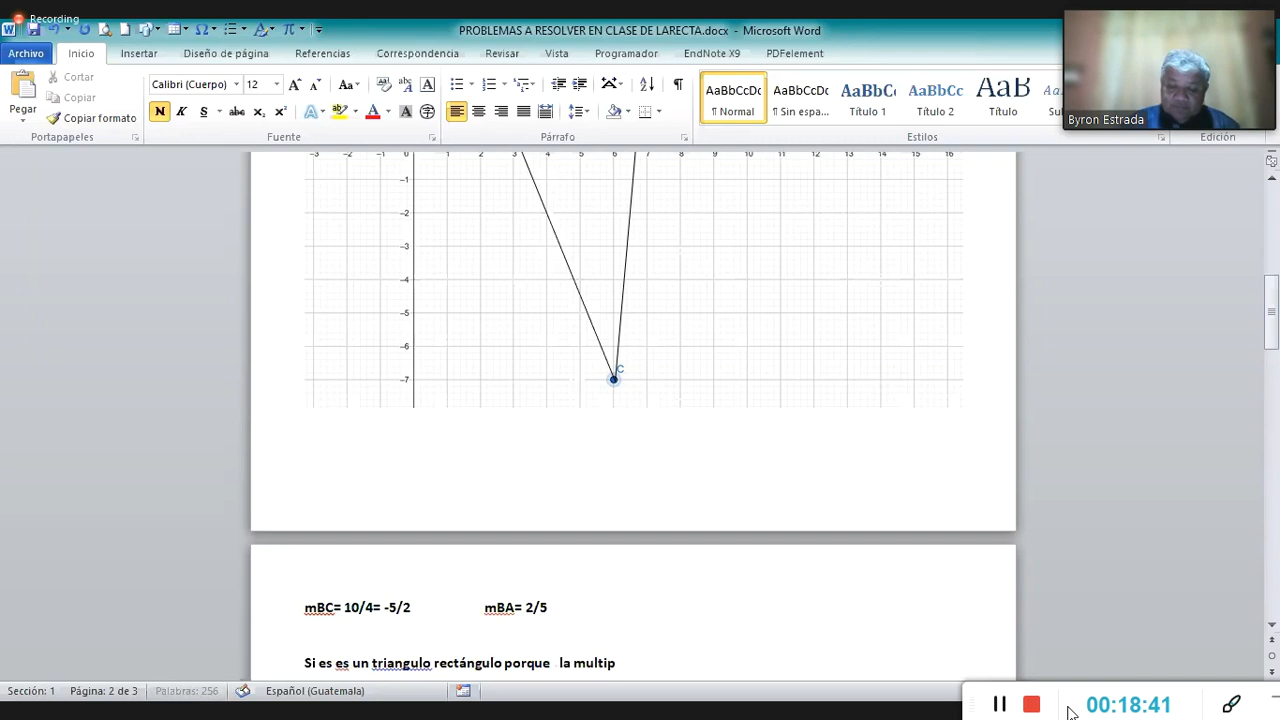 Recording
PROBLEMAS A RESOLVER EN CLASE DE LARECTA.docx - Microsoft Word
Archivo Inicio Insertar Diseño de página Referencias Correspondencia Revisar Vista Programador EndNote X9 PDFelement
Pegar
Cortar
Copiar
Copiar formato
Portapapeles
Calibri (Cuerpo) 12
N K S abc x₂ x²
Fuente
Párrafo
AaBbCcDc AaBbCcDc AaBbC AaBbCc AaB
¶ Normal ¶ Sin espa... Título 1 Título 2 Título
Estilos
Edición
Byron Estrada
-3 -2 -1 0 1 2 3 4 5 6 7 8 9 10 11 12 13 14 15 16
-1
-2
-3
-4
-5
-6
-7
C
mBC= 10/4= -5/2 mBA= 2/5
Si es es un triangulo rectángulo porque la multip
Sección: 1 Página: 2 de 3 Palabras: 256 Español (Guatemala)
00:18:41